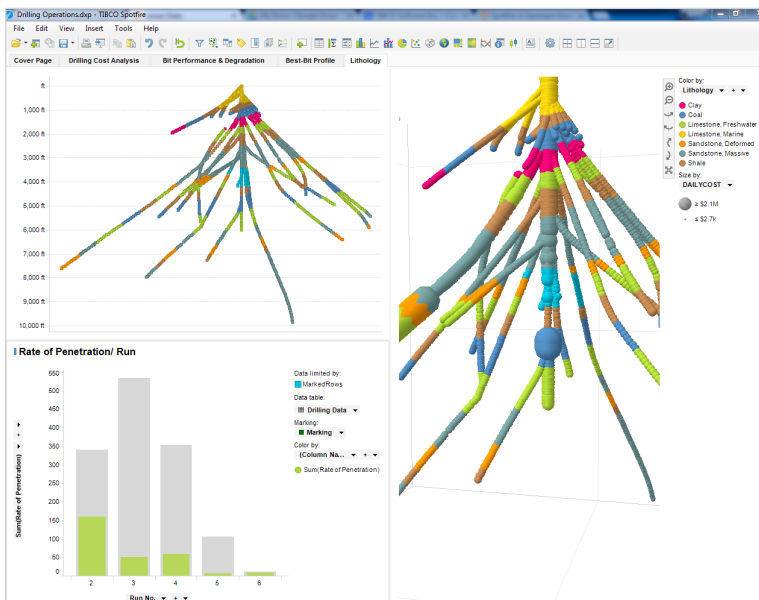 Drilling Operations.dxp - TIBCO Spotfire
File Edit View Insert Tools Help
Cover Page Drilling Cost Analysis Bit Performance & Degradation Best-Bit Profile Lithology
ft
1,000 ft
2,000 ft
3,000 ft
4,000 ft
5,000 ft
6,000 ft
7,000 ft
8,000 ft
9,000 ft
10,000 ft
Color by:
Lithology
Clay
Coal
Limestone, Freshwater
Limestone, Marine
Sandstone, Deformed
Sandstone, Massive
Shale
Size by:
DAILYCOST
≥ $2.1M
≤ $2.7k
Rate of Penetration/ Run
Sum(Rate of Penetration)
550
500
450
400
350
300
250
200
150
100
50
0
2 3 4 5 6
Run No.
Data limited by:
MarkedRows
Data table:
Drilling Data
Marking:
Marking
Color by:
(Column Na...
Sum(Rate of Penetration)